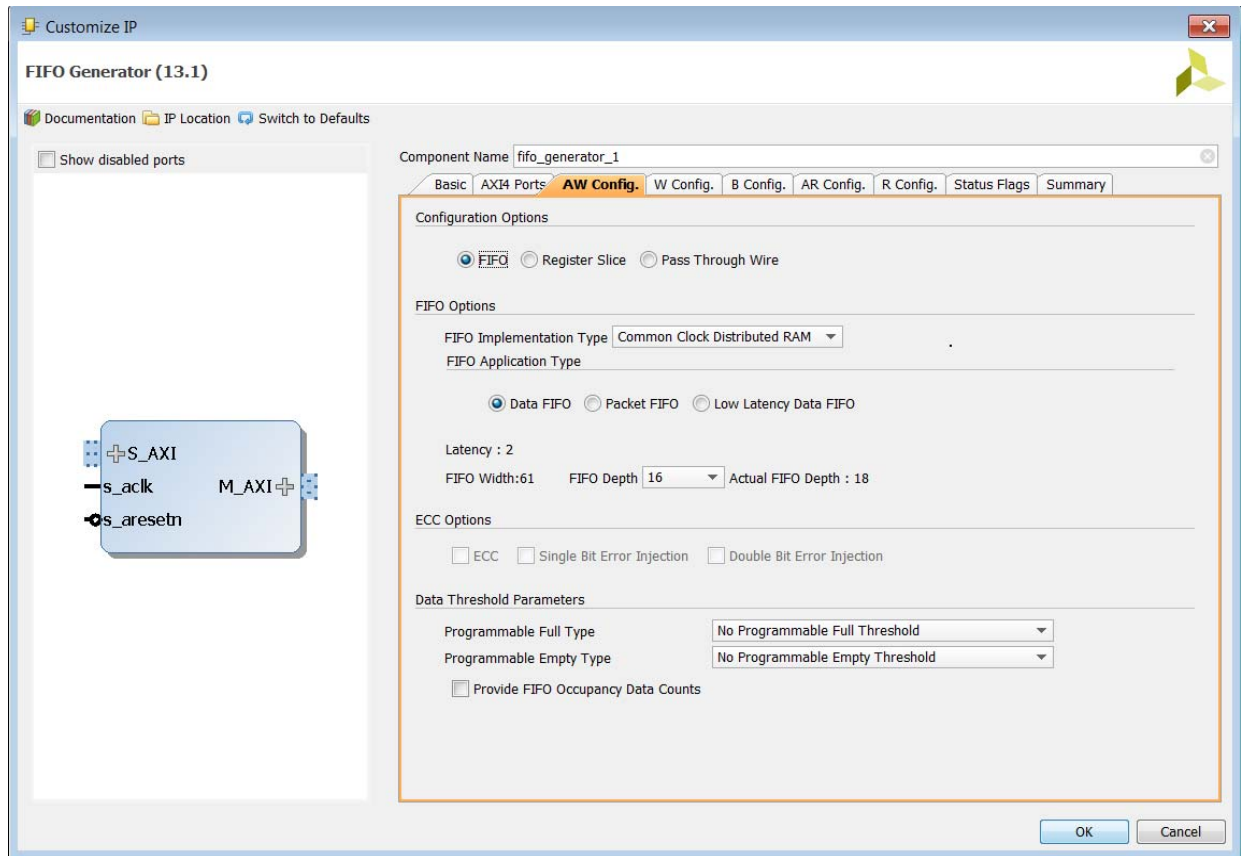 Customize IP
FIFO Generator (13.1)
Documentation IP Location Switch to Defaults
Show disabled ports
S_AXI
s_aclk M_AXI
s_aresetn
Component Name fifo_generator_1
Basic AXI4 Ports AW Config. W Config. B Config. AR Config. R Config. Status Flags Summary
Configuration Options
FIFO Register Slice Pass Through Wire
FIFO Options
FIFO Implementation Type Common Clock Distributed RAM
FIFO Application Type
Data FIFO Packet FIFO Low Latency Data FIFO
Latency : 2
FIFO Width:61 FIFO Depth 16 Actual FIFO Depth : 18
ECC Options
ECC Single Bit Error Injection Double Bit Error Injection
Data Threshold Parameters
Programmable Full Type No Programmable Full Threshold
Programmable Empty Type No Programmable Empty Threshold
Provide FIFO Occupancy Data Counts
OK Cancel